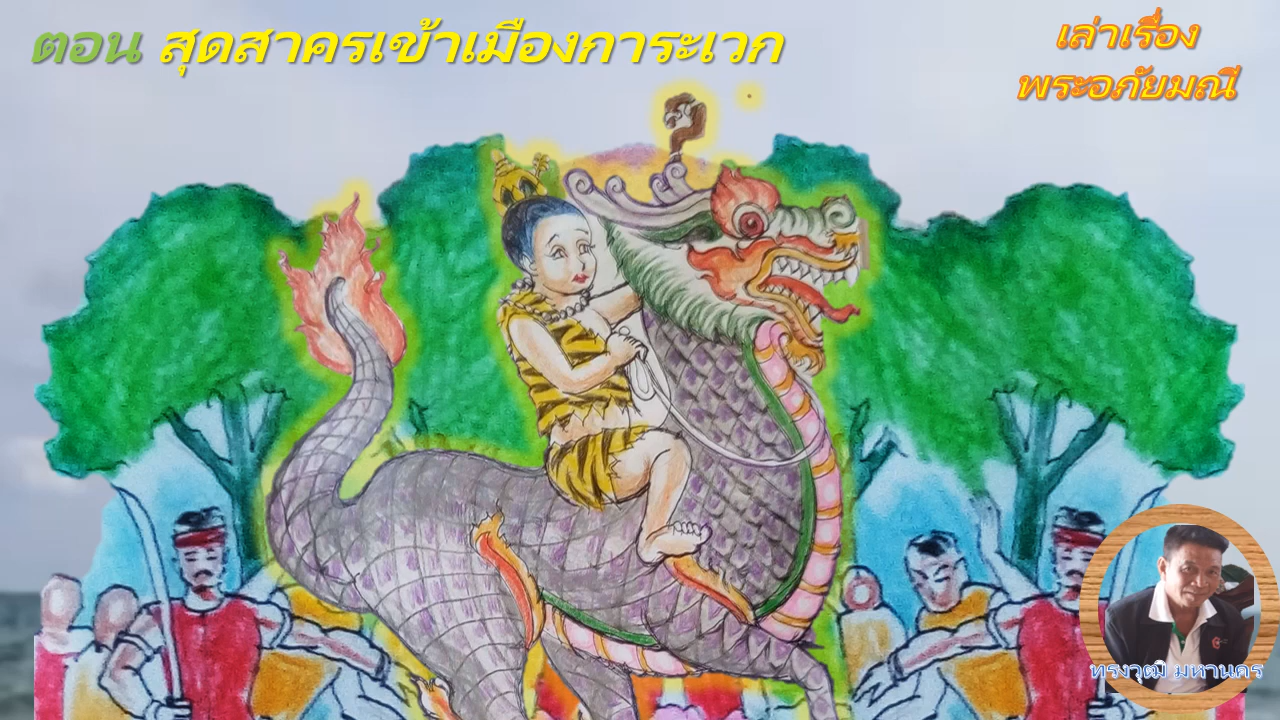 ตอน สุดสาครเข้าเมืองการะเวก
เล่าเรื่อง
พระอภัยมณี
ทรงวุฒิ มหานคร